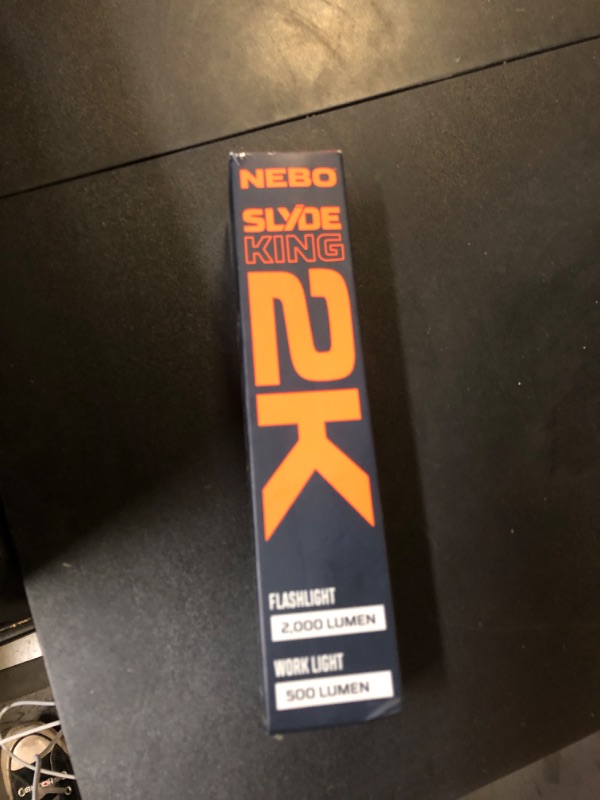 NEBO
SLYDE
KING
2K
FLASHLIGHT
2,000 LUMEN
WORK LIGHT
500 LUMEN